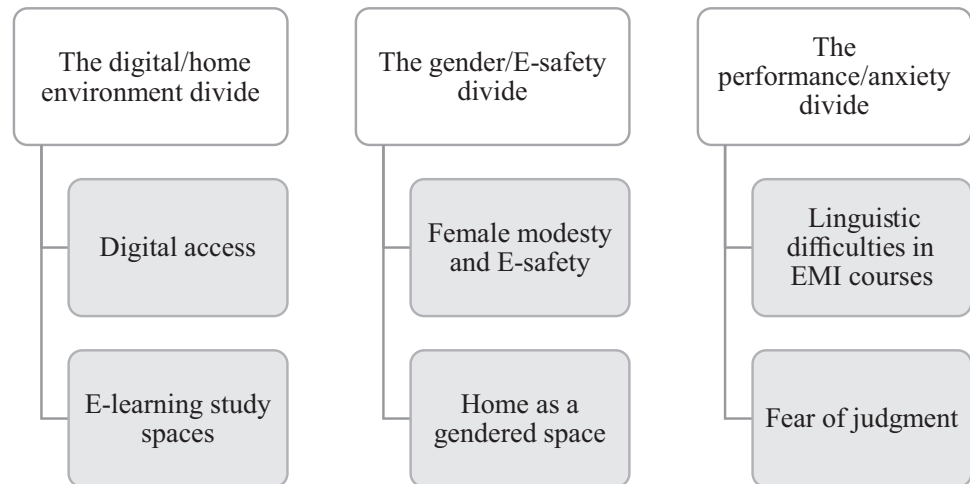 The digital/home
environment divide
Digital access
E-learning study
spaces
The gender/E-safety
divide
Female modesty
and E-safety
Home as a
gendered space
The
performance/anxiety
divide
Linguistic
difficulties in
EMI courses
Fear of judgment